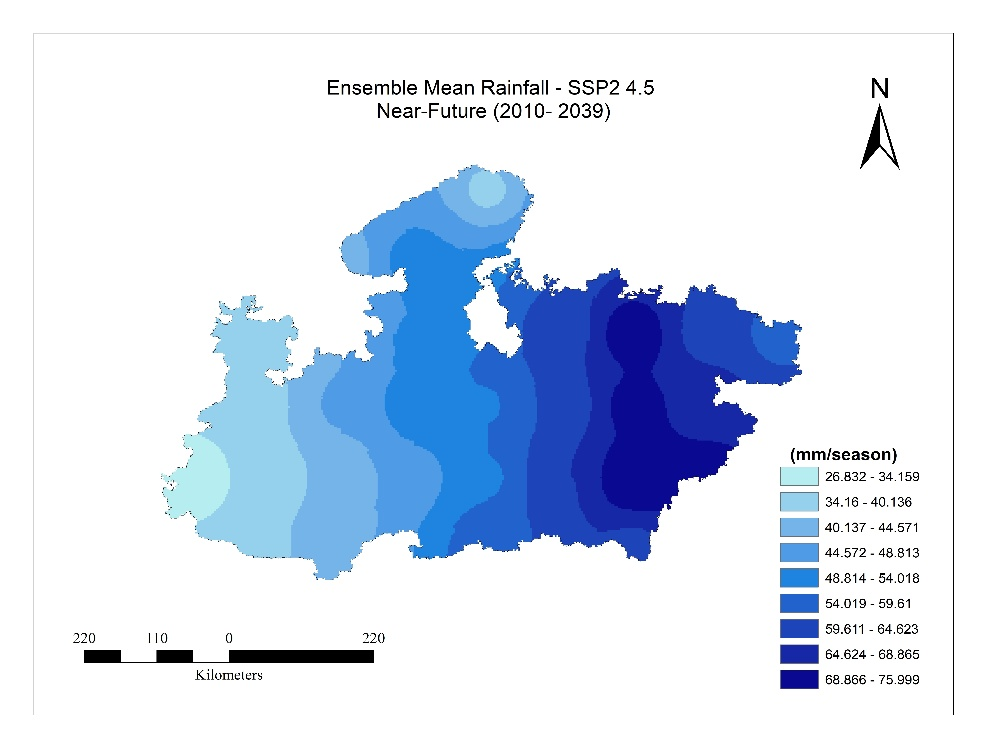 Ensemble Mean Rainfall - SSP2 4.5
Near-Future (2010- 2039)
N
(mm/season)
26.832 - 34.159
34.16 - 40.136
40.137 - 44.571
44.572 - 48.813
48.814 - 54.018
54.019 - 59.61
59.611 - 64.623
64.624 - 68.865
68.866 - 75.999
220 110 0 220
Kilometers